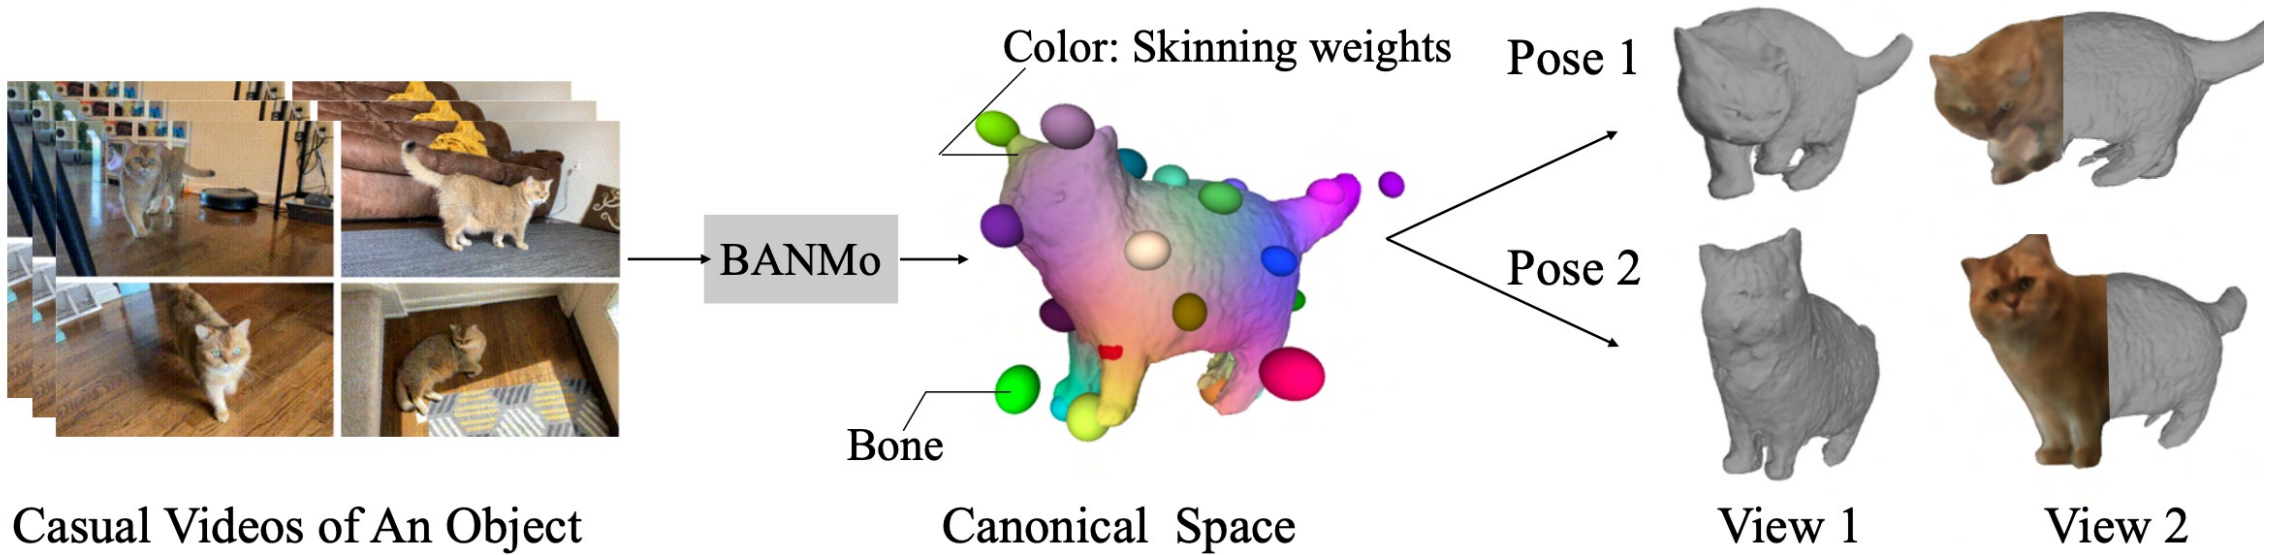 Color: Skinning weights
Pose 1
BANMo
Pose 2
Bone
Casual Videos of An Object
Canonical Space
View 1
View 2